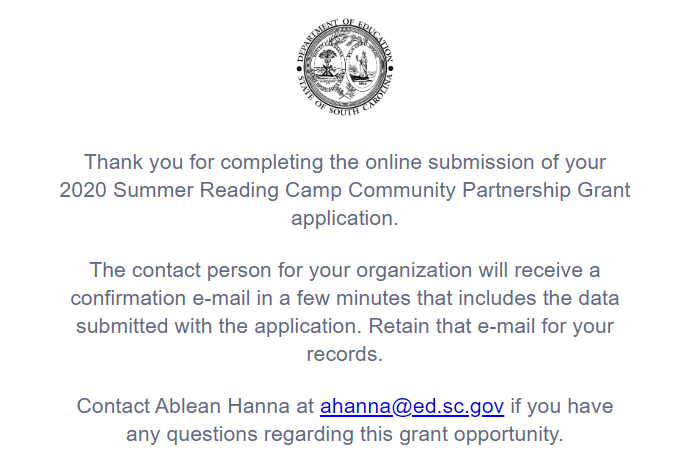 DEPARTMENT OF EDUCATION
STATE OF SOUTH CAROLINA
Thank you for completing the online submission of your
2020 Summer Reading Camp Community Partnership Grant
application.
The contact person for your organization will receive a
confirmation e-mail in a few minutes that includes the data
submitted with the application. Retain that e-mail for your
records.
Contact Ablean Hanna at ahanna@ed.sc.gov if you have
any questions regarding this grant opportunity.